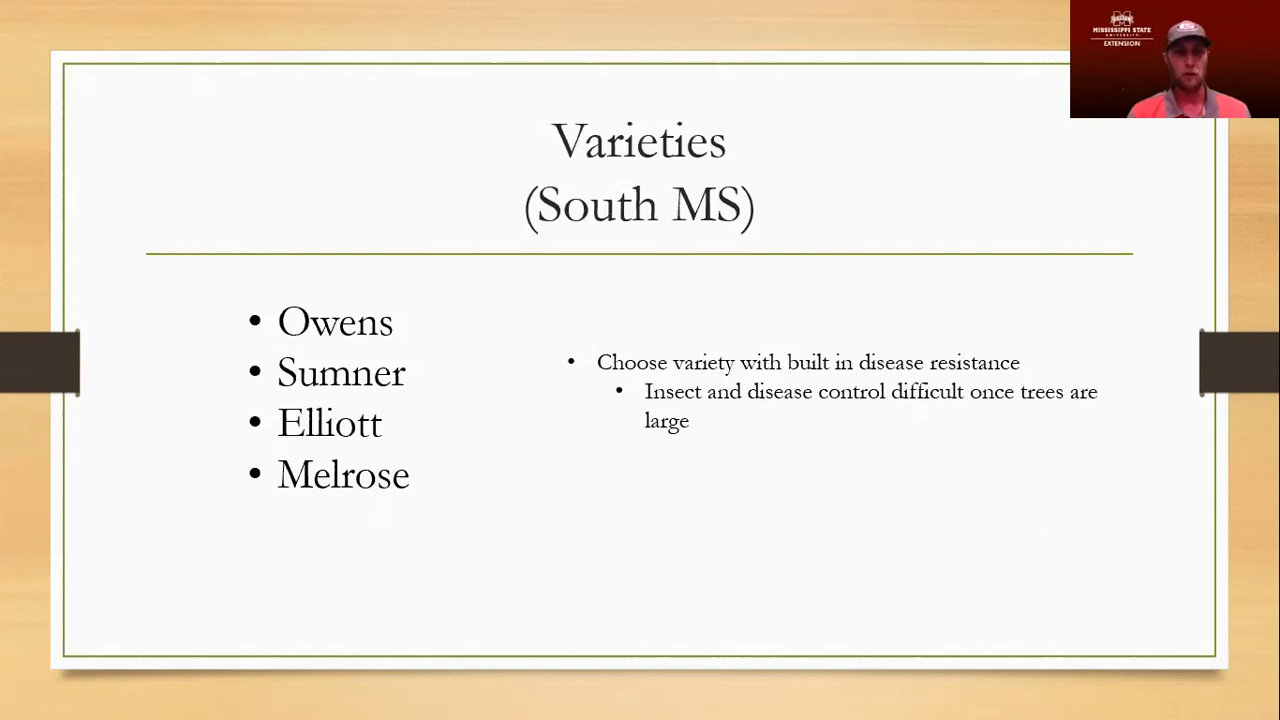 MISSISSIPPI STATE
UNIVERSITY
EXTENSION
Varieties
(South MS)
• Owens
• Sumner
• Elliott
• Melrose
• Choose variety with built in disease resistance
• Insect and disease control difficult once trees are
large